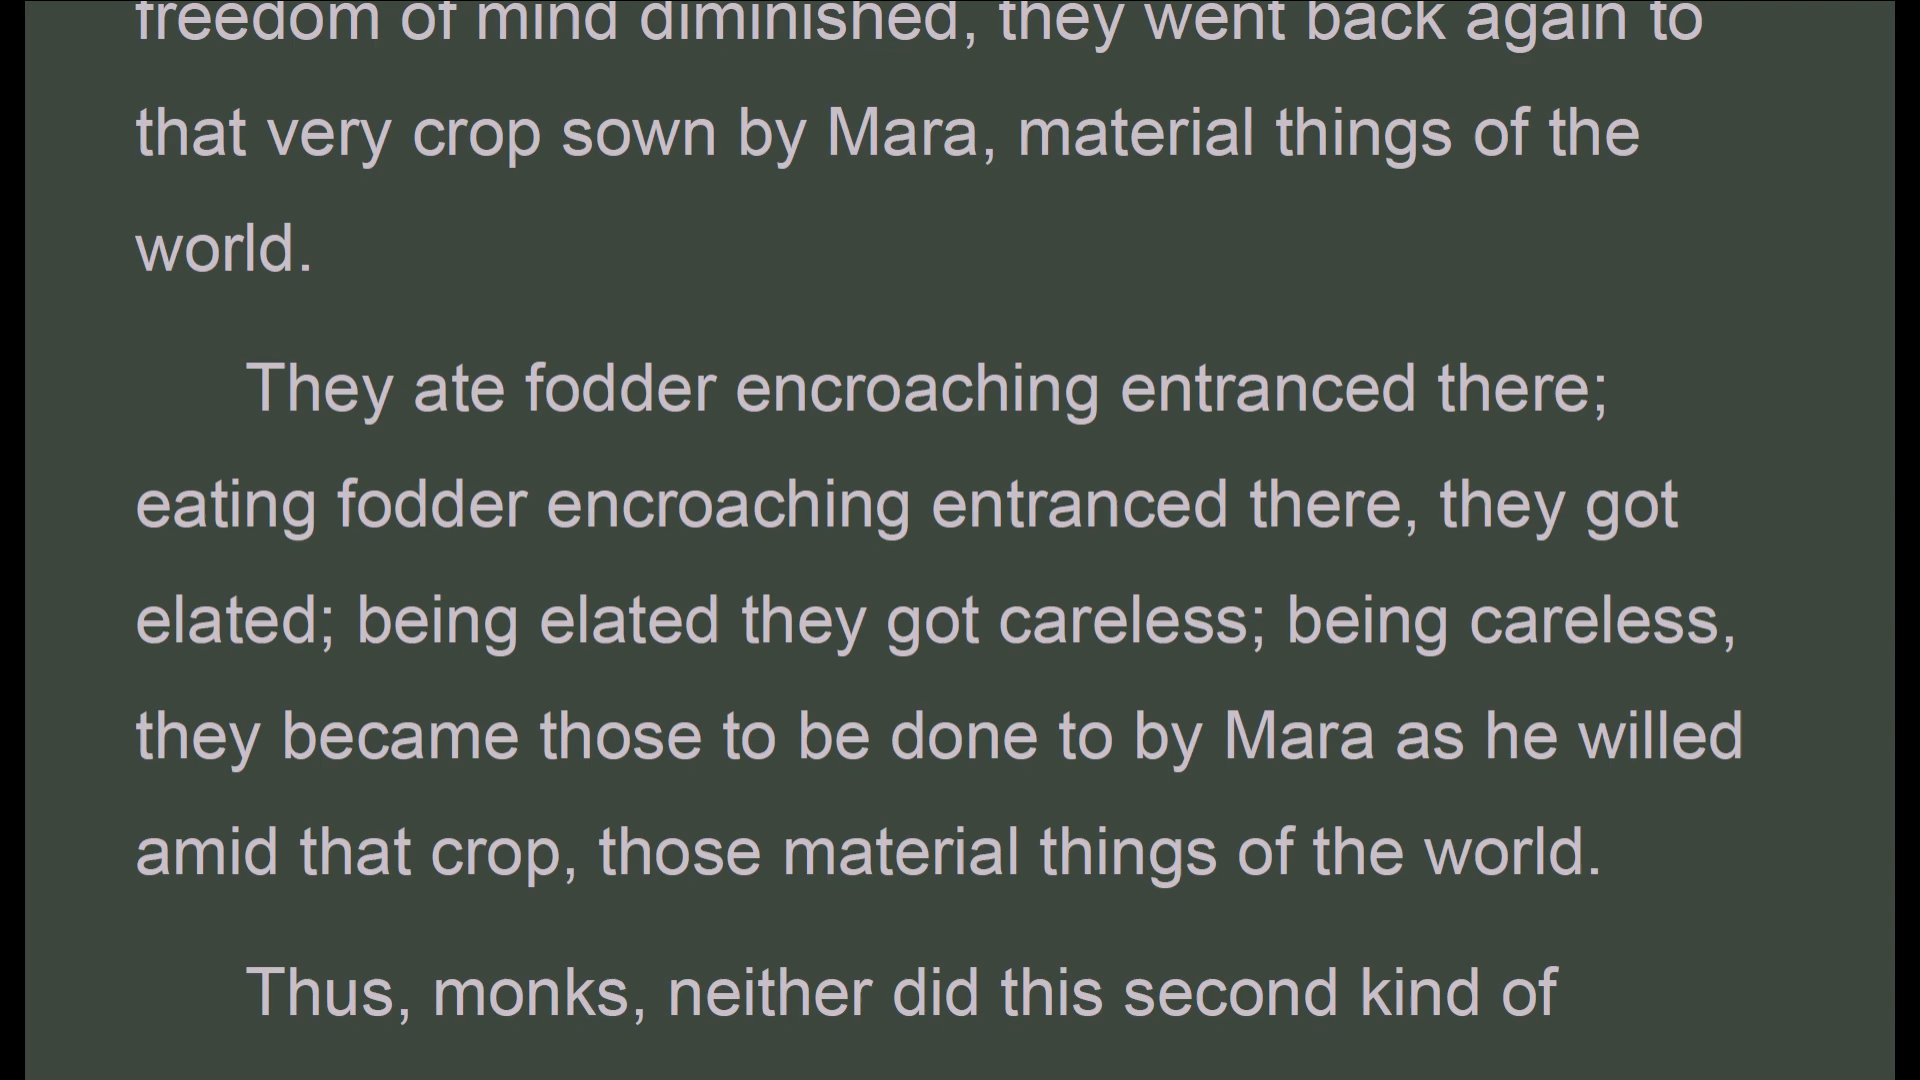 freedom of mind diminished, they went back again to
that very crop sown by Mara, material things of the
world.
They ate fodder encroaching entranced there;
eating fodder encroaching entranced there, they got
elated; being elated they got careless; being careless,
they became those to be done to by Mara as he willed
amid that crop, those material things of the world.
Thus, monks, neither did this second kind of